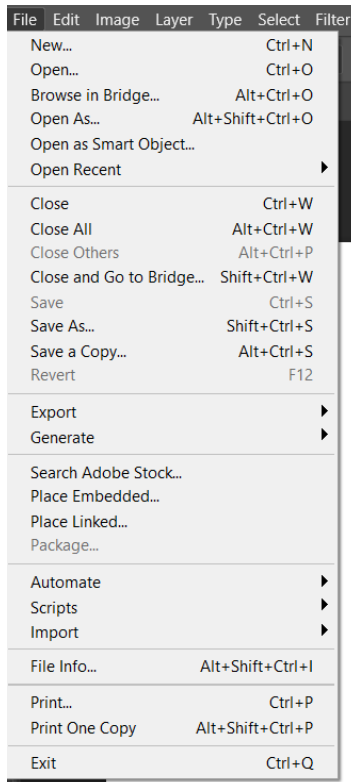 File Edit Image Layer Type Select Filter
New... Ctrl+N
Open... Ctrl+O
Browse in Bridge... Alt+Ctrl+O
Open As... Alt+Shift+Ctrl+O
Open as Smart Object...
Open Recent
Close Ctrl+W
Close All Alt+Ctrl+W
Close Others Alt+Ctrl+P
Close and Go to Bridge... Shift+Ctrl+W
Save Ctrl+S
Save As... Shift+Ctrl+S
Save a Copy... Alt+Ctrl+S
Revert F12
Export
Generate
Search Adobe Stock...
Place Embedded...
Place Linked...
Package...
Automate
Scripts
Import
File Info... Alt+Shift+Ctrl+I
Print... Ctrl+P
Print One Copy Alt+Shift+Ctrl+P
Exit Ctrl+Q